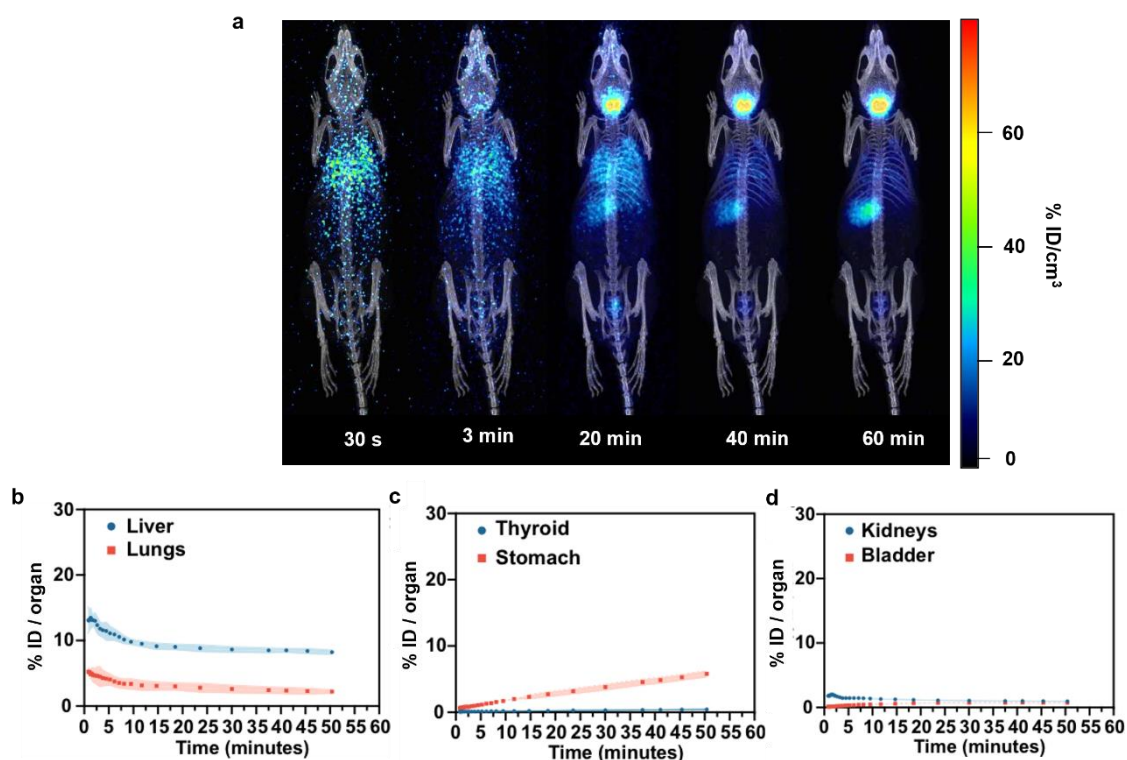 a
60
40
20
0
% ID/cm³
30 s
3 min
20 min
40 min
60 min
b
30
20
10
0
% ID / organ
Liver
Lungs
0 5 10 15 20 25 30 35 40 45 50 55 60
Time (minutes)
c
30
20
10
0
% ID / organ
Thyroid
Stomach
0 5 10 15 20 25 30 35 40 45 50 55 60
Time (minutes)
d
30
20
10
0
% ID / organ
Kidneys
Bladder
0 5 10 15 20 25 30 35 40 45 50 55 60
Time (minutes)